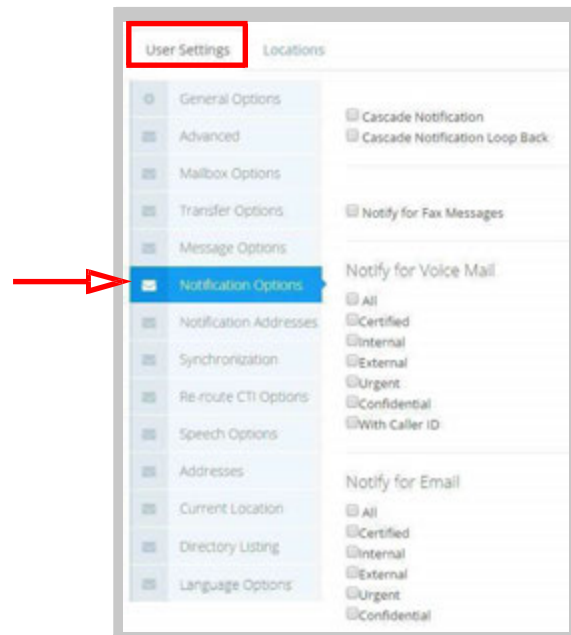 User Settings Locations
General Options
Advanced
Mailbox Options
Transfer Options
Message Options
Notification Options
Notification Addresses
Synchronization
Re-route CTI Options
Speech Options
Addresses
Current Location
Directory Listing
Language Options
Cascade Notification
Cascade Notification Loop Back
Notify for Fax Messages
Notify for Voice Mail
All
Certified
Internal
External
Urgent
Confidential
With Caller ID
Notify for Email
All
Certified
Internal
External
Urgent
Confidential